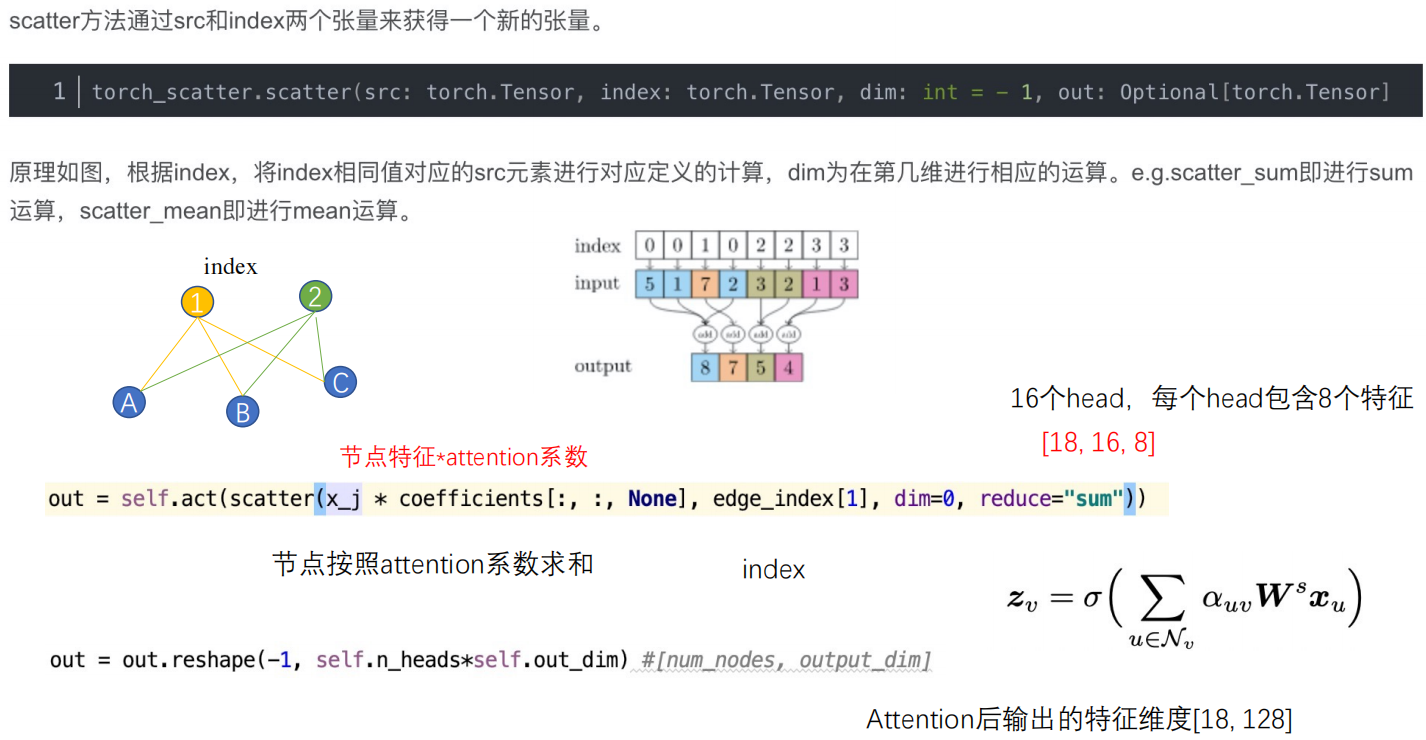 scatter方法通过src和index两个张量来获得一个新的张量。
1 torch_scatter.scatter(src: torch.Tensor, index: torch.Tensor, dim: int = - 1, out: Optional[torch.Tensor]
原理如图，根据index，将index相同值对应的src元素进行对应定义的计算，dim为在第几维进行相应的运算。e.g.scatter_sum即进行sum
运算，scatter_mean即进行mean运算。
index
1
2
A
B
C
index 0 0 1 0 2 2 3 3
input 5 1 7 2 3 2 1 3
add add add add
output 8 7 5 4
16个head，每个head包含8个特征
[18, 16, 8]
节点特征*attention系数
out = self.act(scatter(x_j * coefficients[:, :, None], edge_index[1], dim=0, reduce="sum"))
节点按照attention系数求和
index
z_v = σ( ∑_{u∈𝒩_v} α_{uv} W^s x_u )
out = out.reshape(-1, self.n_heads*self.out_dim) #[num_nodes, output_dim]
Attention后输出的特征维度[18, 128]